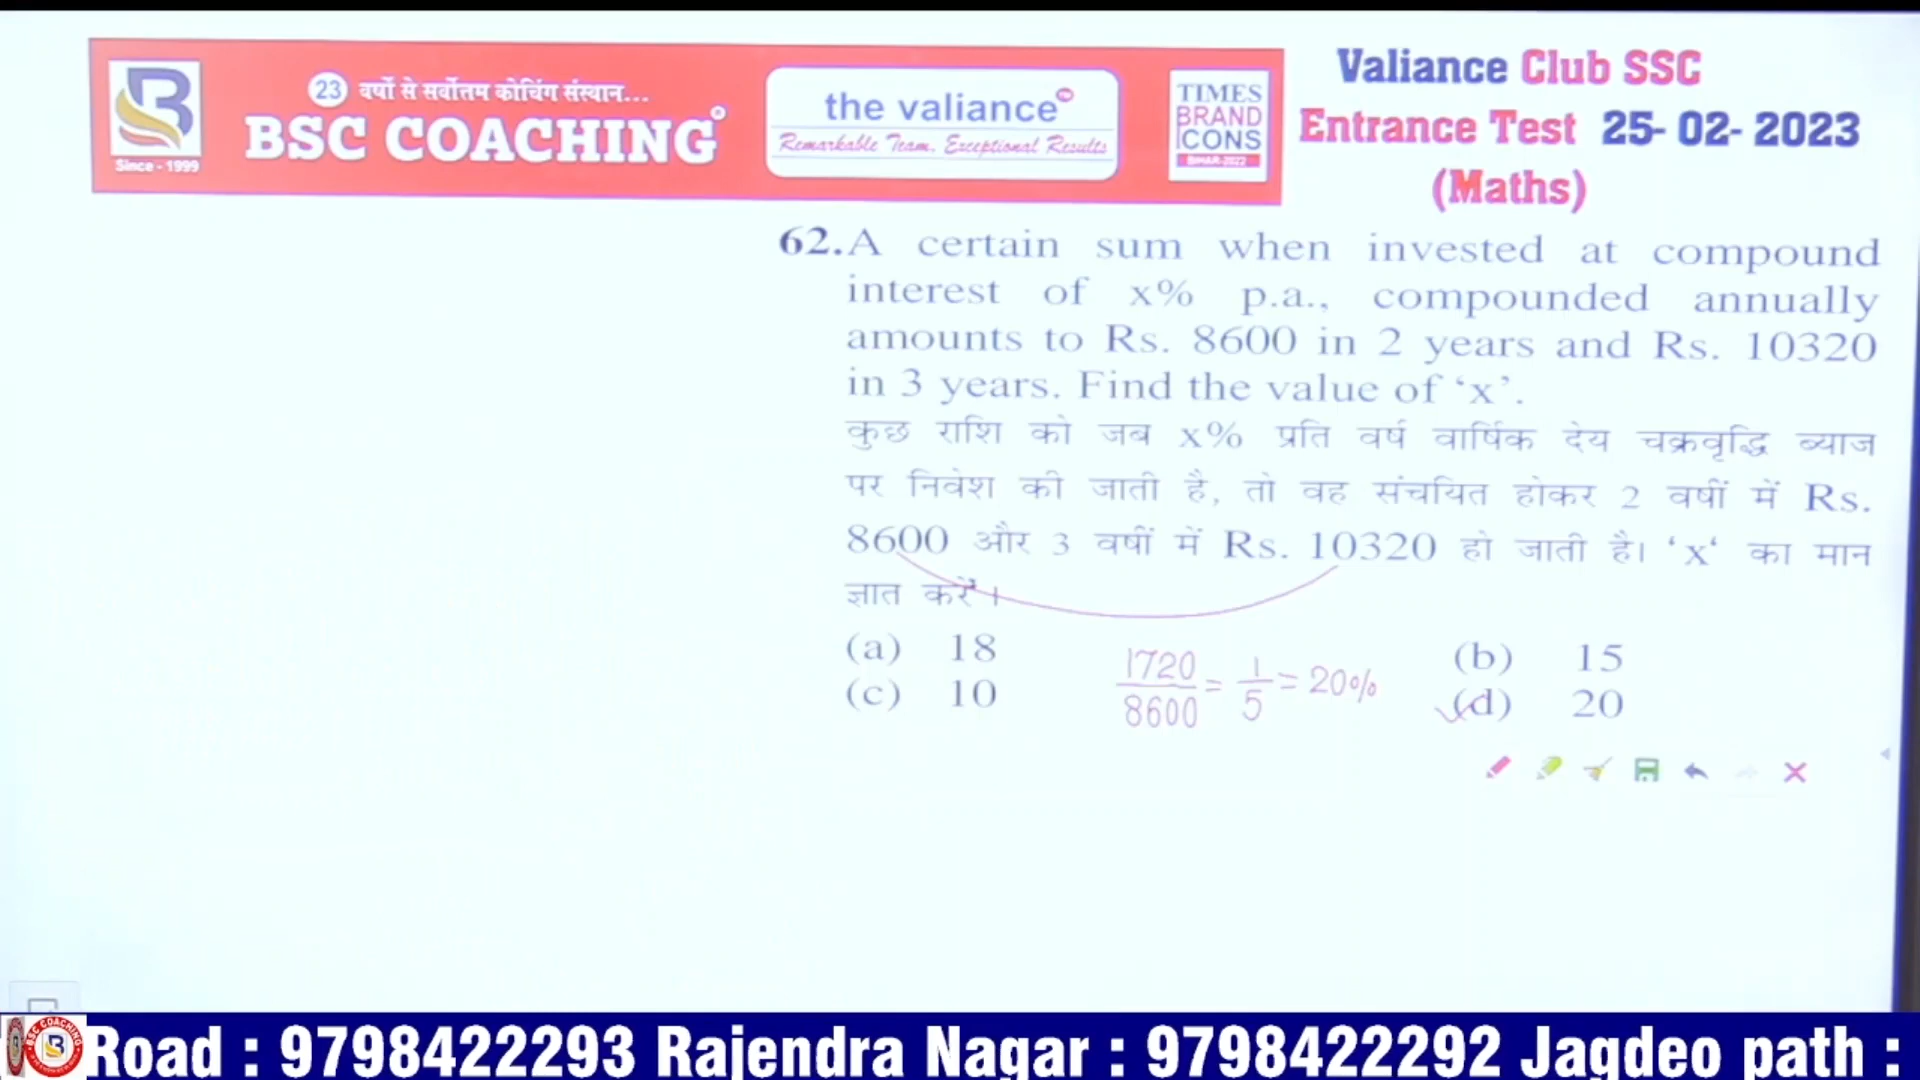 23 वर्षों से सर्वोत्तम कोचिंग संस्थान...
BSC COACHING
Since - 1999
the valiance
Remarkable Team, Exceptional Results
TIMES
BRAND
ICONS
BIHAR-2022
Valiance Club SSC
Entrance Test 25- 02- 2023
(Maths)
62. A certain sum when invested at compound
interest of x% p.a., compounded annually
amounts to Rs. 8600 in 2 years and Rs. 10320
in 3 years. Find the value of ‘x’.
कुछ राशि को जब x% प्रति वर्ष वार्षिक देय चक्रवृद्धि ब्याज
पर निवेश की जाती है, तो वह संचयित होकर 2 वर्षों में Rs.
8600 और 3 वर्षों में Rs. 10320 हो जाती है। ‘x‘ का मान
ज्ञात करें।
(a) 18
(b) 15
(c) 10
(d) 20
1720/8600 = 1/5 = 20%
Road : 9798422293 Rajendra Nagar : 9798422292 Jagdeo path :